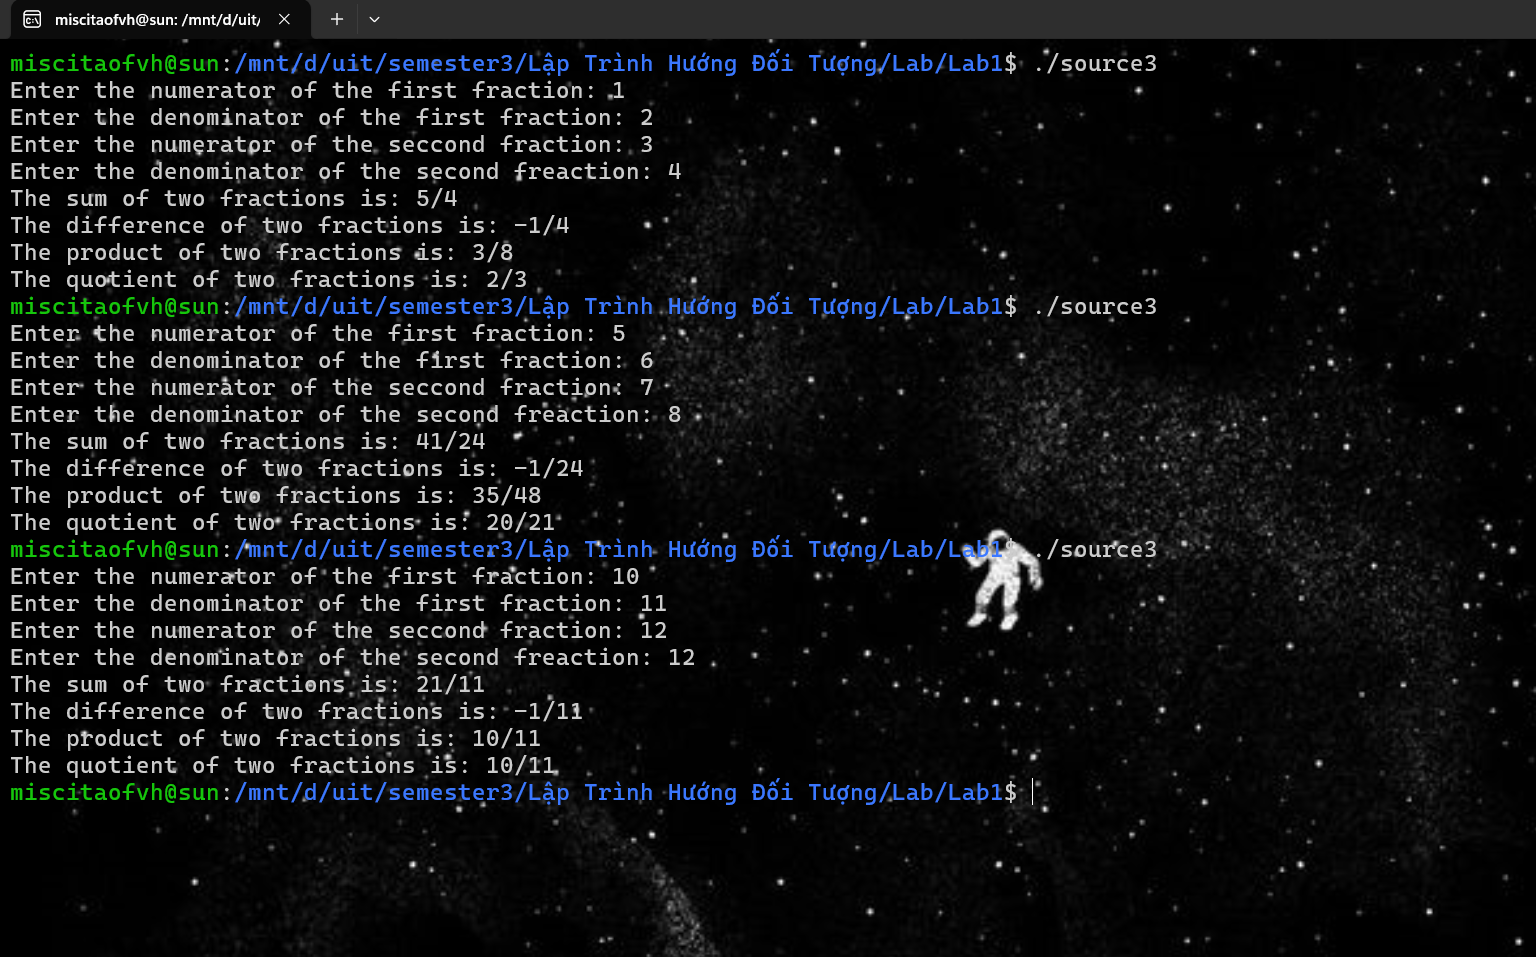 miscitaofvh@sun: /mnt/d/uit/
miscitaofvh@sun:/mnt/d/uit/semester3/Lập Trình Hướng Đối Tượng/Lab/Lab1$ ./source3
Enter the numerator of the first fraction: 1
Enter the denominator of the first fraction: 2
Enter the numerator of the seccond fraction: 3
Enter the denominator of the second freaction: 4
The sum of two fractions is: 5/4
The difference of two fractions is: -1/4
The product of two fractions is: 3/8
The quotient of two fractions is: 2/3
miscitaofvh@sun:/mnt/d/uit/semester3/Lập Trình Hướng Đối Tượng/Lab/Lab1$ ./source3
Enter the numerator of the first fraction: 5
Enter the denominator of the first fraction: 6
Enter the numerator of the seccond fraction: 7
Enter the denominator of the second freaction: 8
The sum of two fractions is: 41/24
The difference of two fractions is: -1/24
The product of two fractions is: 35/48
The quotient of two fractions is: 20/21
miscitaofvh@sun:/mnt/d/uit/semester3/Lập Trình Hướng Đối Tượng/Lab/Lab1$ ./source3
Enter the numerator of the first fraction: 10
Enter the denominator of the first fraction: 11
Enter the numerator of the seccond fraction: 12
Enter the denominator of the second freaction: 12
The sum of two fractions is: 21/11
The difference of two fractions is: -1/11
The product of two fractions is: 10/11
The quotient of two fractions is: 10/11
miscitaofvh@sun:/mnt/d/uit/semester3/Lập Trình Hướng Đối Tượng/Lab/Lab1$